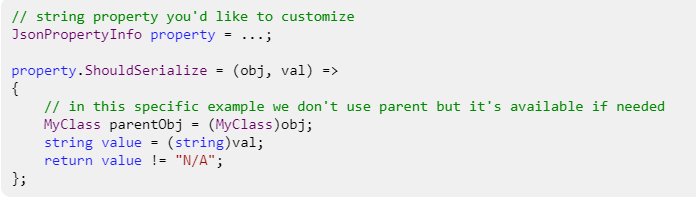 // string property you'd like to customize
JsonPropertyInfo property = ...;
property.ShouldSerialize = (obj, val) =>
{
// in this specific example we don't use parent but it's available if needed
MyClass parentObj = (MyClass)obj;
string value = (string)val;
return value != "N/A";
};